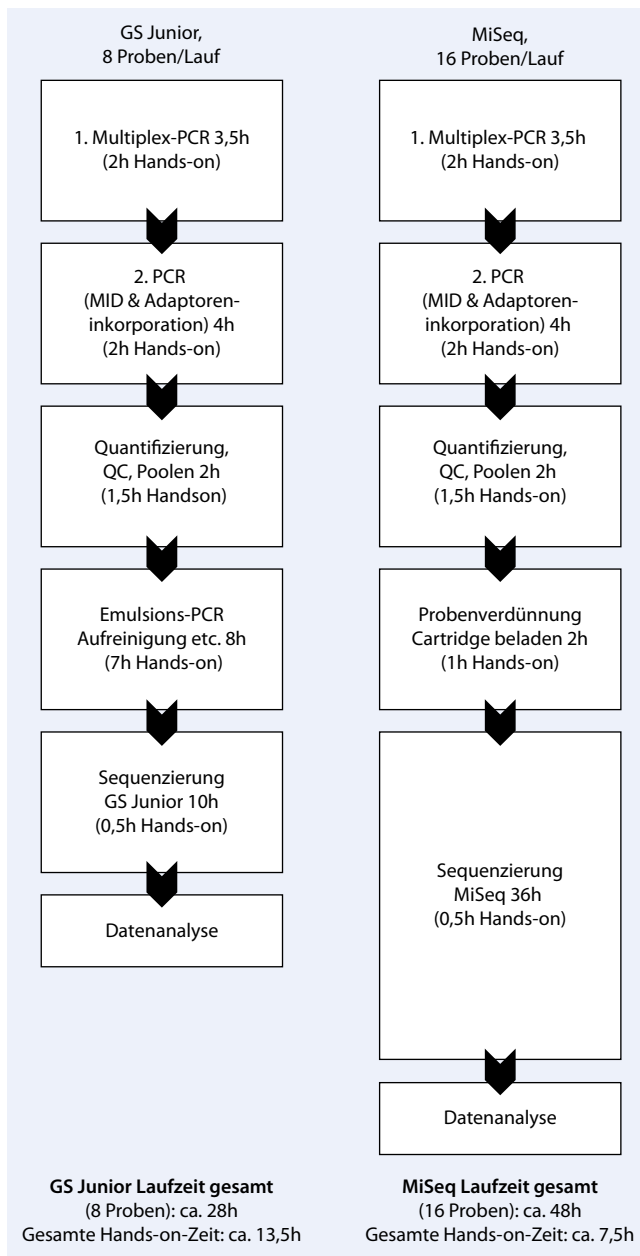 GS Junior,
8 Proben/Lauf
1. Multiplex-PCR 3,5h
(2h Hands-on)
2. PCR
(MID & Adaptoren-
inkorporation) 4h
(2h Hands-on)
Quantifizierung,
QC, Poolen 2h
(1,5h Handson)
Emulsions-PCR
Aufreinigung etc. 8h
(7h Hands-on)
Sequenzierung
GS Junior 10h
(0,5h Hands-on)
Datenanalyse
GS Junior Laufzeit gesamt
(8 Proben): ca. 28h
Gesamte Hands-on-Zeit: ca. 13,5h
MiSeq,
16 Proben/Lauf
1. Multiplex-PCR 3,5h
(2h Hands-on)
2. PCR
(MID & Adaptoren-
inkorporation) 4h
(2h Hands-on)
Quantifizierung,
QC, Poolen 2h
(1,5h Hands-on)
Probenverdünnung
Cartridge beladen 2h
(1h Hands-on)
Sequenzierung
MiSeq 36h
(0,5h Hands-on)
Datenanalyse
MiSeq Laufzeit gesamt
(16 Proben): ca. 48h
Gesamte Hands-on-Zeit: ca. 7,5h